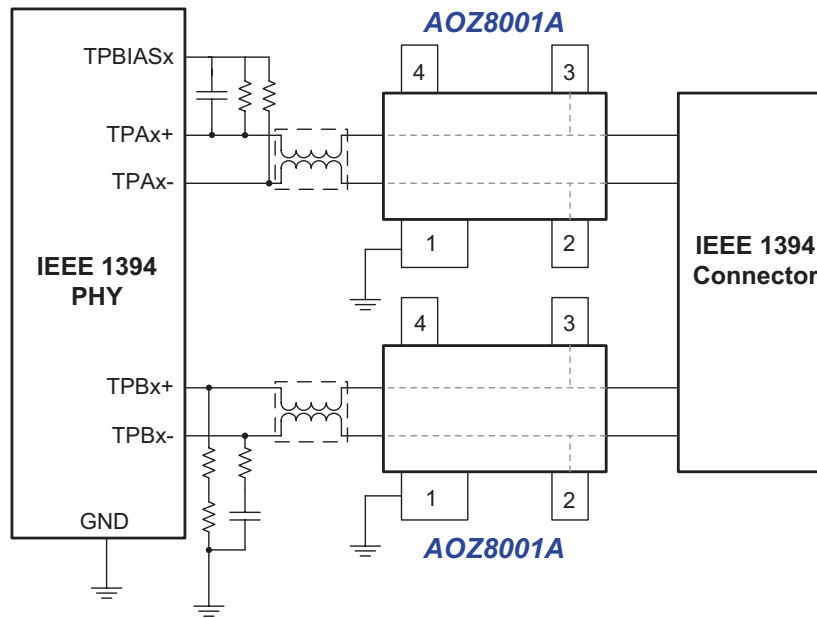 AOZ8001A
TPBIASx
4
3
TPAx+
TPAx-
1
2
IEEE 1394
PHY
IEEE 1394
Connector
4
3
TPBx+
TPBx-
1
2
GND
AOZ8001A